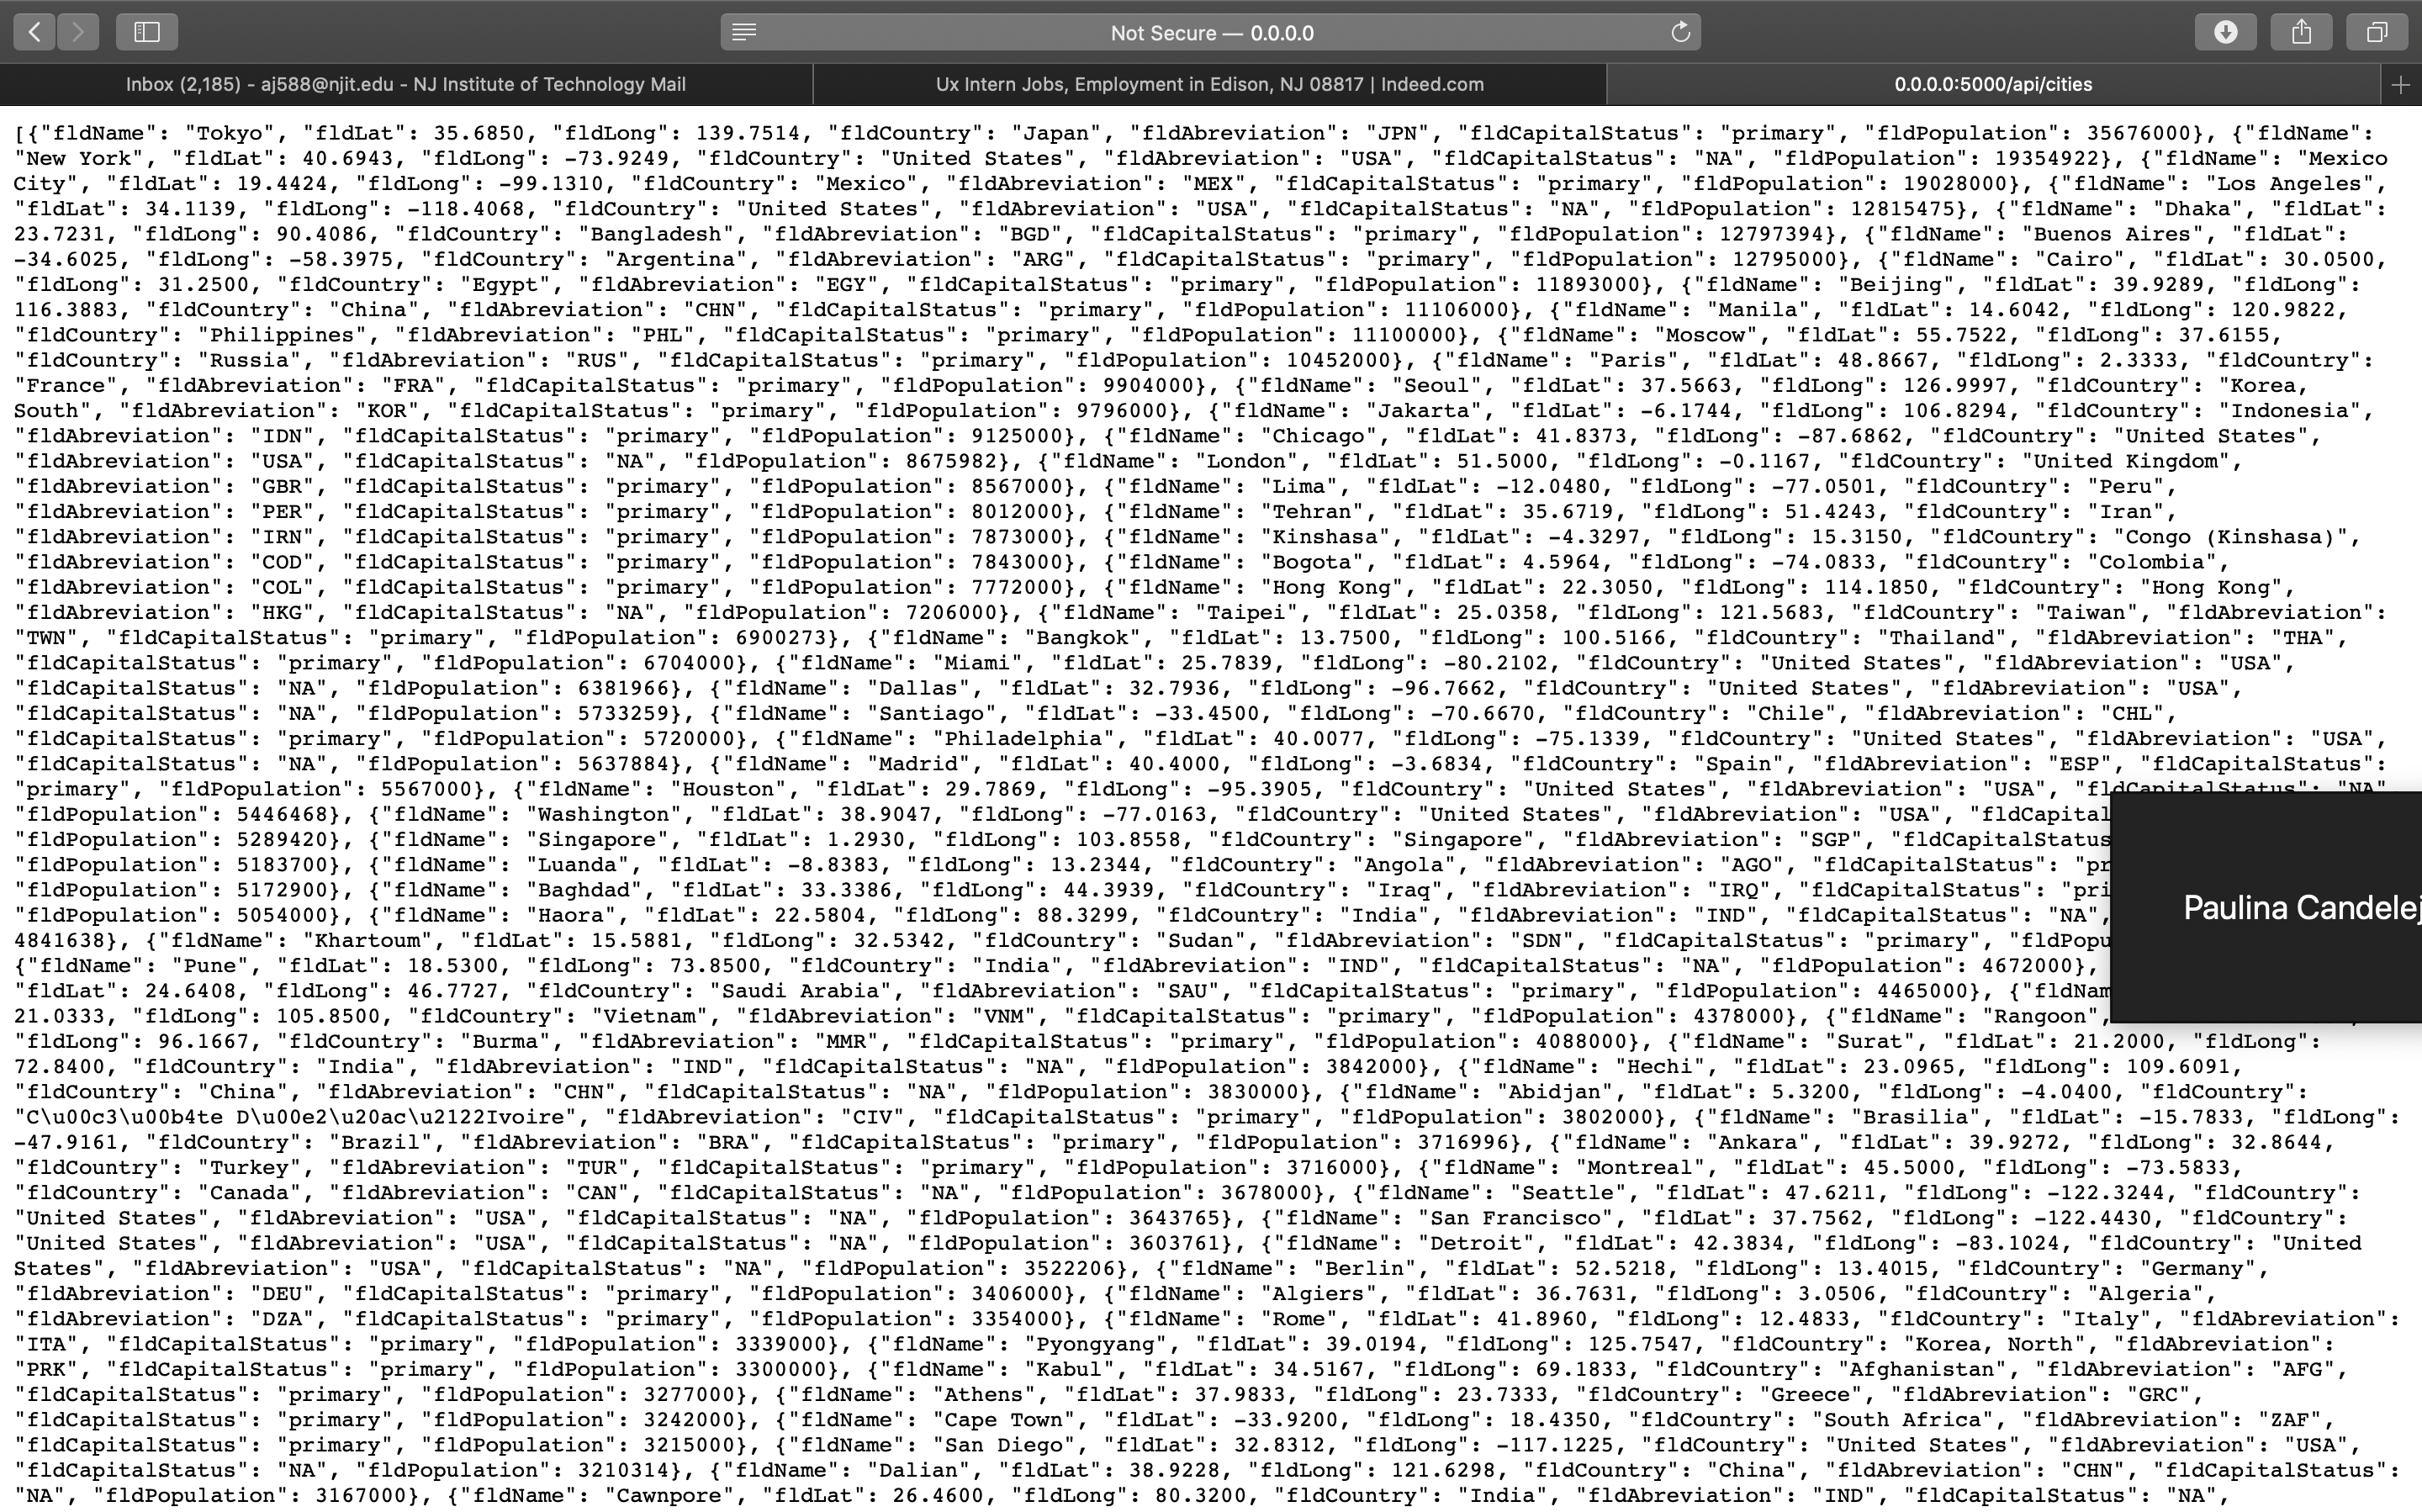 Not Secure — 0.0.0.0
Inbox (2,185) - aj588@njit.edu - NJ Institute of Technology Mail
Ux Intern Jobs, Employment in Edison, NJ 08817 | Indeed.com
0.0.0.0:5000/api/cities
[{"fldName": "Tokyo", "fldLat": 35.6850, "fldLong": 139.7514, "fldCountry": "Japan", "fldAbreviation": "JPN", "fldCapitalStatus": "primary", "fldPopulation": 35676000}, {"fldName":
"New York", "fldLat": 40.6943, "fldLong": -73.9249, "fldCountry": "United States", "fldAbreviation": "USA", "fldCapitalStatus": "NA", "fldPopulation": 19354922}, {"fldName": "Mexico
City", "fldLat": 19.4424, "fldLong": -99.1310, "fldCountry": "Mexico", "fldAbreviation": "MEX", "fldCapitalStatus": "primary", "fldPopulation": 19028000}, {"fldName": "Los Angeles",
"fldLat": 34.1139, "fldLong": -118.4068, "fldCountry": "United States", "fldAbreviation": "USA", "fldCapitalStatus": "NA", "fldPopulation": 12815475}, {"fldName": "Dhaka", "fldLat":
23.7231, "fldLong": 90.4086, "fldCountry": "Bangladesh", "fldAbreviation": "BGD", "fldCapitalStatus": "primary", "fldPopulation": 12797394}, {"fldName": "Buenos Aires", "fldLat":
-34.6025, "fldLong": -58.3975, "fldCountry": "Argentina", "fldAbreviation": "ARG", "fldCapitalStatus": "primary", "fldPopulation": 12795000}, {"fldName": "Cairo", "fldLat": 30.0500,
"fldLong": 31.2500, "fldCountry": "Egypt", "fldAbreviation": "EGY", "fldCapitalStatus": "primary", "fldPopulation": 11893000}, {"fldName": "Beijing", "fldLat": 39.9289, "fldLong":
116.3883, "fldCountry": "China", "fldAbreviation": "CHN", "fldCapitalStatus": "primary", "fldPopulation": 11106000}, {"fldName": "Manila", "fldLat": 14.6042, "fldLong": 120.9822,
"fldCountry": "Philippines", "fldAbreviation": "PHL", "fldCapitalStatus": "primary", "fldPopulation": 11100000}, {"fldName": "Moscow", "fldLat": 55.7522, "fldLong": 37.6155,
"fldCountry": "Russia", "fldAbreviation": "RUS", "fldCapitalStatus": "primary", "fldPopulation": 10452000}, {"fldName": "Paris", "fldLat": 48.8667, "fldLong": 2.3333, "fldCountry":
"France", "fldAbreviation": "FRA", "fldCapitalStatus": "primary", "fldPopulation": 9904000}, {"fldName": "Seoul", "fldLat": 37.5663, "fldLong": 126.9997, "fldCountry": "Korea,
South", "fldAbreviation": "KOR", "fldCapitalStatus": "primary", "fldPopulation": 9796000}, {"fldName": "Jakarta", "fldLat": -6.1744, "fldLong": 106.8294, "fldCountry": "Indonesia",
"fldAbreviation": "IDN", "fldCapitalStatus": "primary", "fldPopulation": 9125000}, {"fldName": "Chicago", "fldLat": 41.8373, "fldLong": -87.6862, "fldCountry": "United States",
"fldAbreviation": "USA", "fldCapitalStatus": "NA", "fldPopulation": 8675982}, {"fldName": "London", "fldLat": 51.5000, "fldLong": -0.1167, "fldCountry": "United Kingdom",
"fldAbreviation": "GBR", "fldCapitalStatus": "primary", "fldPopulation": 8567000}, {"fldName": "Lima", "fldLat": -12.0480, "fldLong": -77.0501, "fldCountry": "Peru",
"fldAbreviation": "PER", "fldCapitalStatus": "primary", "fldPopulation": 8012000}, {"fldName": "Tehran", "fldLat": 35.6719, "fldLong": 51.4243, "fldCountry": "Iran",
"fldAbreviation": "IRN", "fldCapitalStatus": "primary", "fldPopulation": 7873000}, {"fldName": "Kinshasa", "fldLat": -4.3297, "fldLong": 15.3150, "fldCountry": "Congo (Kinshasa)",
"fldAbreviation": "COD", "fldCapitalStatus": "primary", "fldPopulation": 7843000}, {"fldName": "Bogota", "fldLat": 4.5964, "fldLong": -74.0833, "fldCountry": "Colombia",
"fldAbreviation": "COL", "fldCapitalStatus": "primary", "fldPopulation": 7772000}, {"fldName": "Hong Kong", "fldLat": 22.3050, "fldLong": 114.1850, "fldCountry": "Hong Kong",
"fldAbreviation": "HKG", "fldCapitalStatus": "NA", "fldPopulation": 7206000}, {"fldName": "Taipei", "fldLat": 25.0358, "fldLong": 121.5683, "fldCountry": "Taiwan", "fldAbreviation":
"TWN", "fldCapitalStatus": "primary", "fldPopulation": 6900273}, {"fldName": "Bangkok", "fldLat": 13.7500, "fldLong": 100.5166, "fldCountry": "Thailand", "fldAbreviation": "THA",
"fldCapitalStatus": "primary", "fldPopulation": 6704000}, {"fldName": "Miami", "fldLat": 25.7839, "fldLong": -80.2102, "fldCountry": "United States", "fldAbreviation": "USA",
"fldCapitalStatus": "NA", "fldPopulation": 6381966}, {"fldName": "Dallas", "fldLat": 32.7936, "fldLong": -96.7662, "fldCountry": "United States", "fldAbreviation": "USA",
"fldCapitalStatus": "NA", "fldPopulation": 5733259}, {"fldName": "Santiago", "fldLat": -33.4500, "fldLong": -70.6670, "fldCountry": "Chile", "fldAbreviation": "CHL",
"fldCapitalStatus": "primary", "fldPopulation": 5720000}, {"fldName": "Philadelphia", "fldLat": 40.0077, "fldLong": -75.1339, "fldCountry": "United States", "fldAbreviation": "USA",
"fldCapitalStatus": "NA", "fldPopulation": 5637884}, {"fldName": "Madrid", "fldLat": 40.4000, "fldLong": -3.6834, "fldCountry": "Spain", "fldAbreviation": "ESP", "fldCapitalStatus":
"primary", "fldPopulation": 5567000}, {"fldName": "Houston", "fldLat": 29.7869, "fldLong": -95.3905, "fldCountry": "United States", "fldAbreviation": "USA", "fldCapitalStatus": "NA"
"fldPopulation": 5446468}, {"fldName": "Washington", "fldLat": 38.9047, "fldLong": -77.0163, "fldCountry": "United States", "fldAbreviation": "USA", "fldCapital
"fldPopulation": 5289420}, {"fldName": "Singapore", "fldLat": 1.2930, "fldLong": 103.8558, "fldCountry": "Singapore", "fldAbreviation": "SGP", "fldCapitalStatus
"fldPopulation": 5183700}, {"fldName": "Luanda", "fldLat": -8.8383, "fldLong": 13.2344, "fldCountry": "Angola", "fldAbreviation": "AGO", "fldCapitalStatus": "pr
"fldPopulation": 5172900}, {"fldName": "Baghdad", "fldLat": 33.3386, "fldLong": 44.3939, "fldCountry": "Iraq", "fldAbreviation": "IRQ", "fldCapitalStatus": "pri
"fldPopulation": 5054000}, {"fldName": "Haora", "fldLat": 22.5804, "fldLong": 88.3299, "fldCountry": "India", "fldAbreviation": "IND", "fldCapitalStatus": "NA",
Paulina Candelej
4841638}, {"fldName": "Khartoum", "fldLat": 15.5881, "fldLong": 32.5342, "fldCountry": "Sudan", "fldAbreviation": "SDN", "fldCapitalStatus": "primary", "fldPopu
{"fldName": "Pune", "fldLat": 18.5300, "fldLong": 73.8500, "fldCountry": "India", "fldAbreviation": "IND", "fldCapitalStatus": "NA", "fldPopulation": 4672000},
"fldLat": 24.6408, "fldLong": 46.7727, "fldCountry": "Saudi Arabia", "fldAbreviation": "SAU", "fldCapitalStatus": "primary", "fldPopulation": 4465000}, {"fldNam
21.0333, "fldLong": 105.8500, "fldCountry": "Vietnam", "fldAbreviation": "VNM", "fldCapitalStatus": "primary", "fldPopulation": 4378000}, {"fldName": "Rangoon",
"fldLong": 96.1667, "fldCountry": "Burma", "fldAbreviation": "MMR", "fldCapitalStatus": "primary", "fldPopulation": 4088000}, {"fldName": "Surat", "fldLat": 21.2000, "fldLong":
72.8400, "fldCountry": "India", "fldAbreviation": "IND", "fldCapitalStatus": "NA", "fldPopulation": 3842000}, {"fldName": "Hechi", "fldLat": 23.0965, "fldLong": 109.6091,
"fldCountry": "China", "fldAbreviation": "CHN", "fldCapitalStatus": "NA", "fldPopulation": 3830000}, {"fldName": "Abidjan", "fldLat": 5.3200, "fldLong": -4.0400, "fldCountry":
"C\u00c3\u00b4te D\u00e2\u20ac\u2122Ivoire", "fldAbreviation": "CIV", "fldCapitalStatus": "primary", "fldPopulation": 3802000}, {"fldName": "Brasilia", "fldLat": -15.7833, "fldLong":
-47.9161, "fldCountry": "Brazil", "fldAbreviation": "BRA", "fldCapitalStatus": "primary", "fldPopulation": 3716996}, {"fldName": "Ankara", "fldLat": 39.9272, "fldLong": 32.8644,
"fldCountry": "Turkey", "fldAbreviation": "TUR", "fldCapitalStatus": "primary", "fldPopulation": 3716000}, {"fldName": "Montreal", "fldLat": 45.5000, "fldLong": -73.5833,
"fldCountry": "Canada", "fldAbreviation": "CAN", "fldCapitalStatus": "NA", "fldPopulation": 3678000}, {"fldName": "Seattle", "fldLat": 47.6211, "fldLong": -122.3244, "fldCountry":
"United States", "fldAbreviation": "USA", "fldCapitalStatus": "NA", "fldPopulation": 3643765}, {"fldName": "San Francisco", "fldLat": 37.7562, "fldLong": -122.4430, "fldCountry":
"United States", "fldAbreviation": "USA", "fldCapitalStatus": "NA", "fldPopulation": 3603761}, {"fldName": "Detroit", "fldLat": 42.3834, "fldLong": -83.1024, "fldCountry": "United
States", "fldAbreviation": "USA", "fldCapitalStatus": "NA", "fldPopulation": 3522206}, {"fldName": "Berlin", "fldLat": 52.5218, "fldLong": 13.4015, "fldCountry": "Germany",
"fldAbreviation": "DEU", "fldCapitalStatus": "primary", "fldPopulation": 3406000}, {"fldName": "Algiers", "fldLat": 36.7631, "fldLong": 3.0506, "fldCountry": "Algeria",
"fldAbreviation": "DZA", "fldCapitalStatus": "primary", "fldPopulation": 3354000}, {"fldName": "Rome", "fldLat": 41.8960, "fldLong": 12.4833, "fldCountry": "Italy", "fldAbreviation":
"ITA", "fldCapitalStatus": "primary", "fldPopulation": 3339000}, {"fldName": "Pyongyang", "fldLat": 39.0194, "fldLong": 125.7547, "fldCountry": "Korea, North", "fldAbreviation":
"PRK", "fldCapitalStatus": "primary", "fldPopulation": 3300000}, {"fldName": "Kabul", "fldLat": 34.5167, "fldLong": 69.1833, "fldCountry": "Afghanistan", "fldAbreviation": "AFG",
"fldCapitalStatus": "primary", "fldPopulation": 3277000}, {"fldName": "Athens", "fldLat": 37.9833, "fldLong": 23.7333, "fldCountry": "Greece", "fldAbreviation": "GRC",
"fldCapitalStatus": "primary", "fldPopulation": 3242000}, {"fldName": "Cape Town", "fldLat": -33.9200, "fldLong": 18.4350, "fldCountry": "South Africa", "fldAbreviation": "ZAF",
"fldCapitalStatus": "primary", "fldPopulation": 3215000}, {"fldName": "San Diego", "fldLat": 32.8312, "fldLong": -117.1225, "fldCountry": "United States", "fldAbreviation": "USA",
"fldCapitalStatus": "NA", "fldPopulation": 3210314}, {"fldName": "Dalian", "fldLat": 38.9228, "fldLong": 121.6298, "fldCountry": "China", "fldAbreviation": "CHN", "fldCapitalStatus":
"NA", "fldPopulation": 3167000}, {"fldName": "Cawnpore", "fldLat": 26.4600, "fldLong": 80.3200, "fldCountry": "India", "fldAbreviation": "IND", "fldCapitalStatus": "NA",